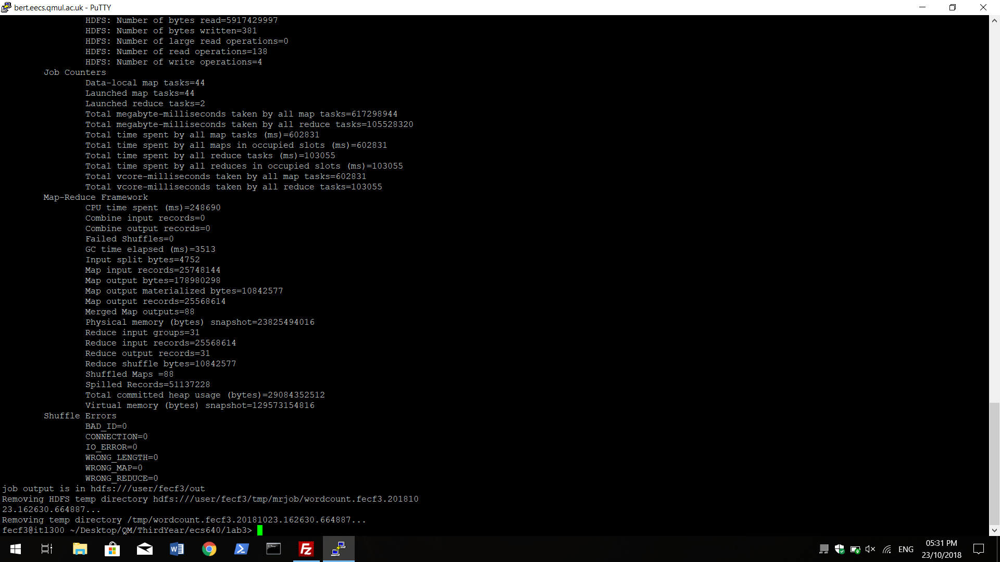 bert.eecs.qmul.ac.uk - PuTTY
HDFS: Number of bytes read=5917429997
HDFS: Number of bytes written=381
HDFS: Number of large read operations=0
HDFS: Number of read operations=138
HDFS: Number of write operations=4
Job Counters
Data-local map tasks=44
Launched map tasks=44
Launched reduce tasks=2
Total megabyte-milliseconds taken by all map tasks=617298944
Total megabyte-milliseconds taken by all reduce tasks=105528320
Total time spent by all map tasks (ms)=602831
Total time spent by all maps in occupied slots (ms)=602831
Total time spent by all reduce tasks (ms)=103055
Total time spent by all reduces in occupied slots (ms)=103055
Total vcore-milliseconds taken by all map tasks=602831
Total vcore-milliseconds taken by all reduce tasks=103055
Map-Reduce Framework
CPU time spent (ms)=248690
Combine input records=0
Combine output records=0
Failed Shuffles=0
GC time elapsed (ms)=3513
Input split bytes=4752
Map input records=25748144
Map output bytes=178980298
Map output materialized bytes=10842577
Map output records=25568614
Merged Map outputs=88
Physical memory (bytes) snapshot=23825494016
Reduce input groups=31
Reduce input records=25568614
Reduce output records=31
Reduce shuffle bytes=10842577
Shuffled Maps =88
Spilled Records=51137228
Total committed heap usage (bytes)=29084352512
Virtual memory (bytes) snapshot=129573154816
Shuffle Errors
BAD_ID=0
CONNECTION=0
IO_ERROR=0
WRONG_LENGTH=0
WRONG_MAP=0
WRONG_REDUCE=0
job output is in hdfs:///user/fecf3/out
Removing HDFS temp directory hdfs:///user/fecf3/tmp/mrjob/wordcount.fecf3.201810
23.162630.664887...
Removing temp directory /tmp/wordcount.fecf3.20181023.162630.664887...
fecf3@itl300 ~/Desktop/QM/ThirdYear/ecs640/lab3>
ENG
05:31 PM
23/10/2018